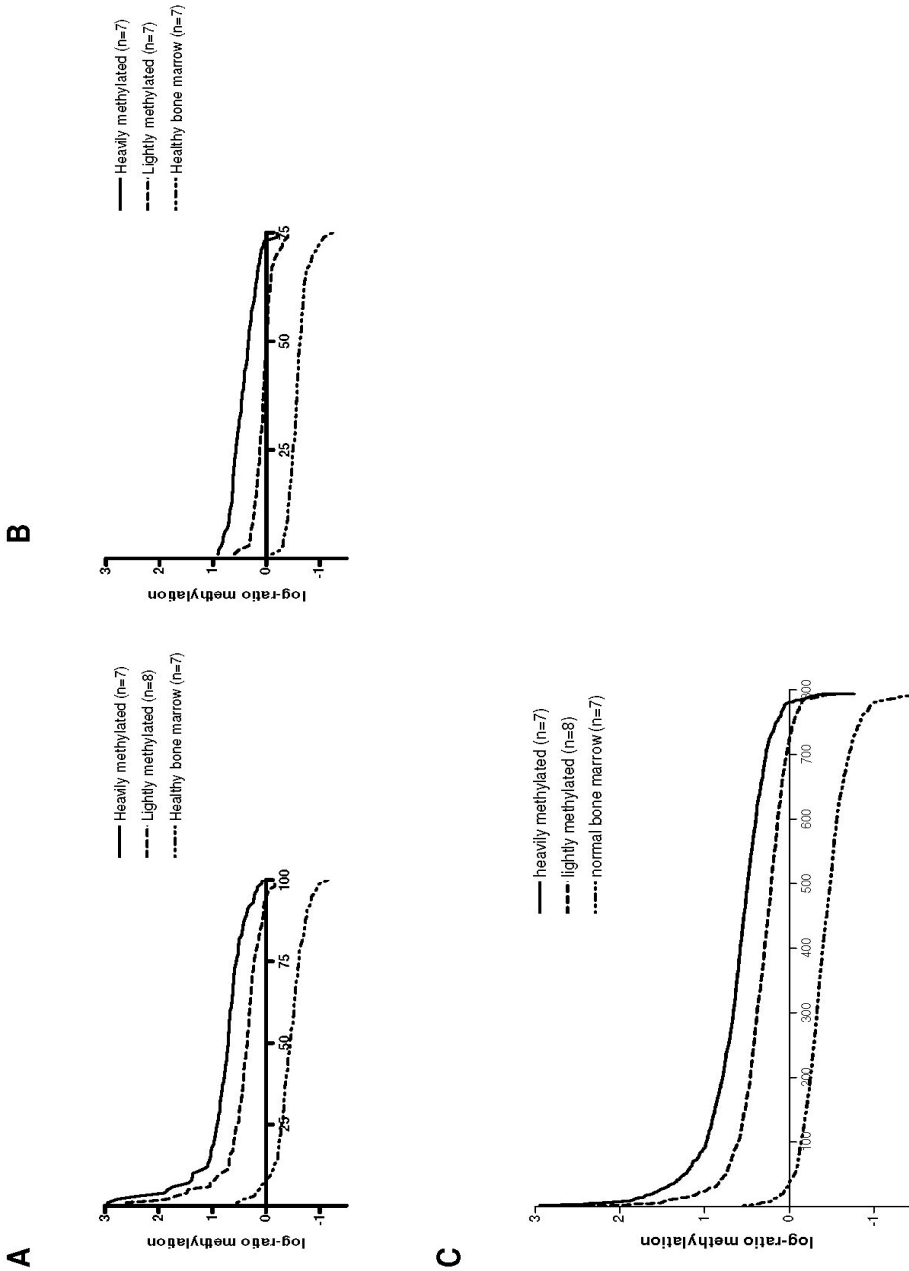 A
3
2
1
0
-1
log-ratio methylation
25
50
75
100
Heavily methylated (n=7)
Lightly methylated (n=8)
Healthy bone marrow (n=7)
B
3
2
1
0
-1
log-ratio methylation
25
50
75
Heavily methylated (n=7)
Lightly methylated (n=7)
Healthy bone marrow (n=7)
C
3
2
1
0
-1
log-ratio methylation
100
200
300
400
500
600
700
800
heavily methylated (n=7)
lightly methylated (n=8)
normal bone marrow (n=7)